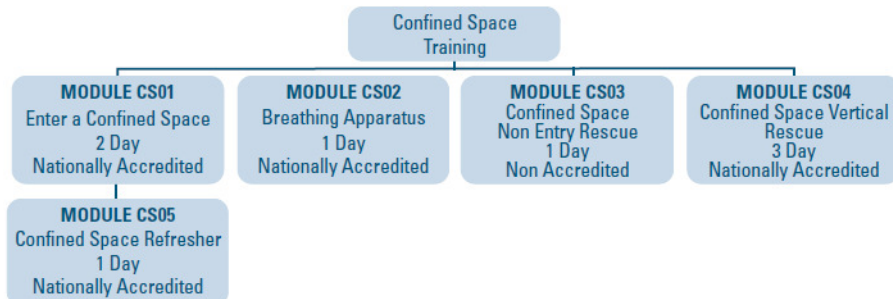 Confined Space
Training
MODULE CS01
Enter a Confined Space
2 Day
Nationally Accredited
MODULE CS02
Breathing Apparatus
1 Day
Nationally Accredited
MODULE CS03
Confined Space
Non Entry Rescue
1 Day
Non Accredited
MODULE CS04
Confined Space Vertical
Rescue
3 Day
Nationally Accredited
MODULE CS05
Confined Space Refresher
1 Day
Nationally Accredited